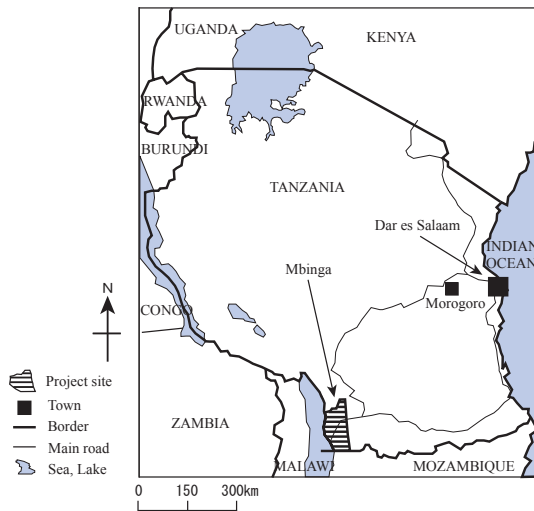 UGANDA
KENYA
RWANDA
BURUNDI
TANZANIA
Dar es Salaam
INDIAN
OCEAN
Mbinga
Morogoro
N
CONGO
Project site
Town
Border
Main road
Sea, Lake
ZAMBIA
MALAWI
MOZAMBIQUE
0 150 300km